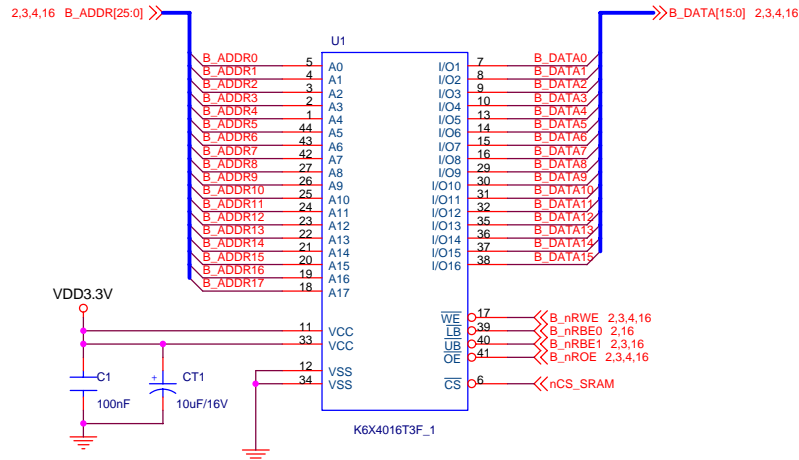 2,3,4,16 B_ADDR[25:0]
B_DATA[15:0] 2,3,4,16
U1
B_ADDR0 5 A0 I/O1 7 B_DATA0
B_ADDR1 4 A1 I/O2 8 B_DATA1
B_ADDR2 3 A2 I/O3 9 B_DATA2
B_ADDR3 2 A3 I/O4 10 B_DATA3
B_ADDR4 1 A4 I/O5 13 B_DATA4
B_ADDR5 44 A5 I/O6 14 B_DATA5
B_ADDR6 43 A6 I/O7 15 B_DATA6
B_ADDR7 42 A7 I/O8 16 B_DATA7
B_ADDR8 27 A8 I/O9 29 B_DATA8
B_ADDR9 26 A9 I/O10 30 B_DATA9
B_ADDR10 25 A10 I/O11 31 B_DATA10
B_ADDR11 24 A11 I/O12 32 B_DATA11
B_ADDR12 23 A12 I/O13 35 B_DATA12
B_ADDR13 22 A13 I/O14 36 B_DATA13
B_ADDR14 21 A14 I/O15 37 B_DATA14
B_ADDR15 20 A15 I/O16 38 B_DATA15
B_ADDR16 19 A16
B_ADDR17 18 A17
VDD3.3V
WE 17 B_nRWE 2,3,4,16
11 VCC LB 39 B_nRBE0 2,16
33 VCC UB 40 B_nRBE1 2,3,16
OE 41 B_nROE 2,3,4,16
12 VSS
34 VSS CS 6 nCS_SRAM
C1 + CT1
100nF 10uF/16V
K6X4016T3F_1